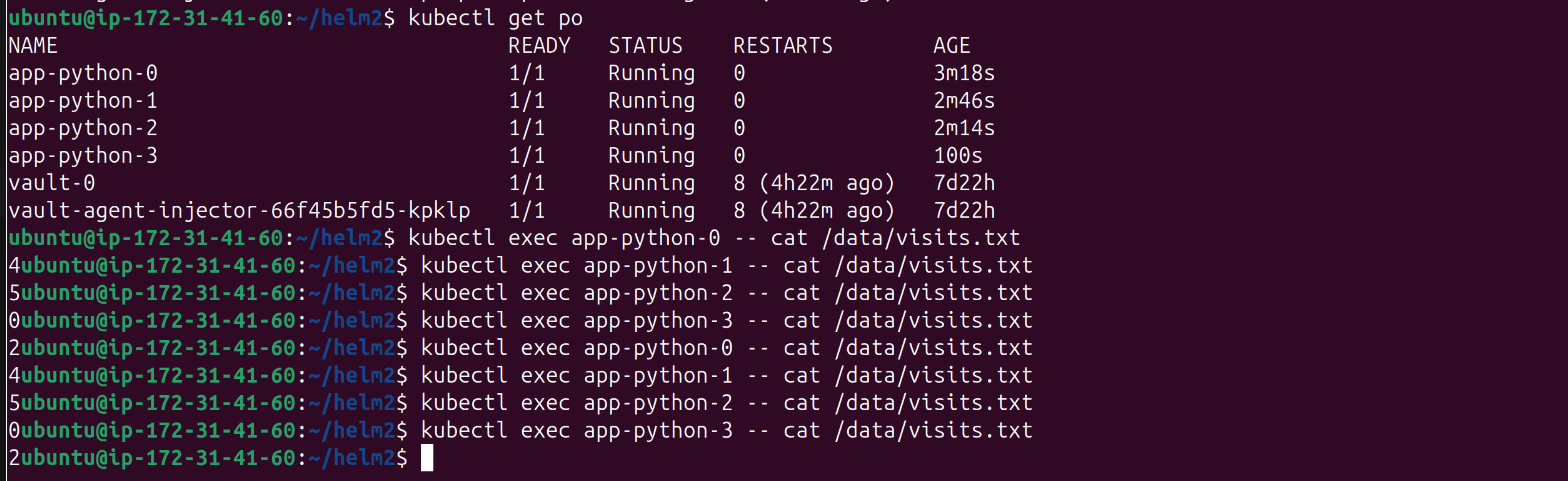 ubuntu@ip-172-31-41-60:~/helm2$ kubectl get po
NAME                                    READY   STATUS    RESTARTS        AGE
app-python-0                            1/1     Running   0               3m18s
app-python-1                            1/1     Running   0               2m46s
app-python-2                            1/1     Running   0               2m14s
app-python-3                            1/1     Running   0               100s
vault-0                                 1/1     Running   8 (4h22m ago)   7d22h
vault-agent-injector-66f45b5fd5-kpklp   1/1     Running   8 (4h22m ago)   7d22h
ubuntu@ip-172-31-41-60:~/helm2$ kubectl exec app-python-0 -- cat /data/visits.txt
4ubuntu@ip-172-31-41-60:~/helm2$ kubectl exec app-python-1 -- cat /data/visits.txt
5ubuntu@ip-172-31-41-60:~/helm2$ kubectl exec app-python-2 -- cat /data/visits.txt
0ubuntu@ip-172-31-41-60:~/helm2$ kubectl exec app-python-3 -- cat /data/visits.txt
2ubuntu@ip-172-31-41-60:~/helm2$ kubectl exec app-python-0 -- cat /data/visits.txt
4ubuntu@ip-172-31-41-60:~/helm2$ kubectl exec app-python-1 -- cat /data/visits.txt
5ubuntu@ip-172-31-41-60:~/helm2$ kubectl exec app-python-2 -- cat /data/visits.txt
0ubuntu@ip-172-31-41-60:~/helm2$ kubectl exec app-python-3 -- cat /data/visits.txt
2ubuntu@ip-172-31-41-60:~/helm2$